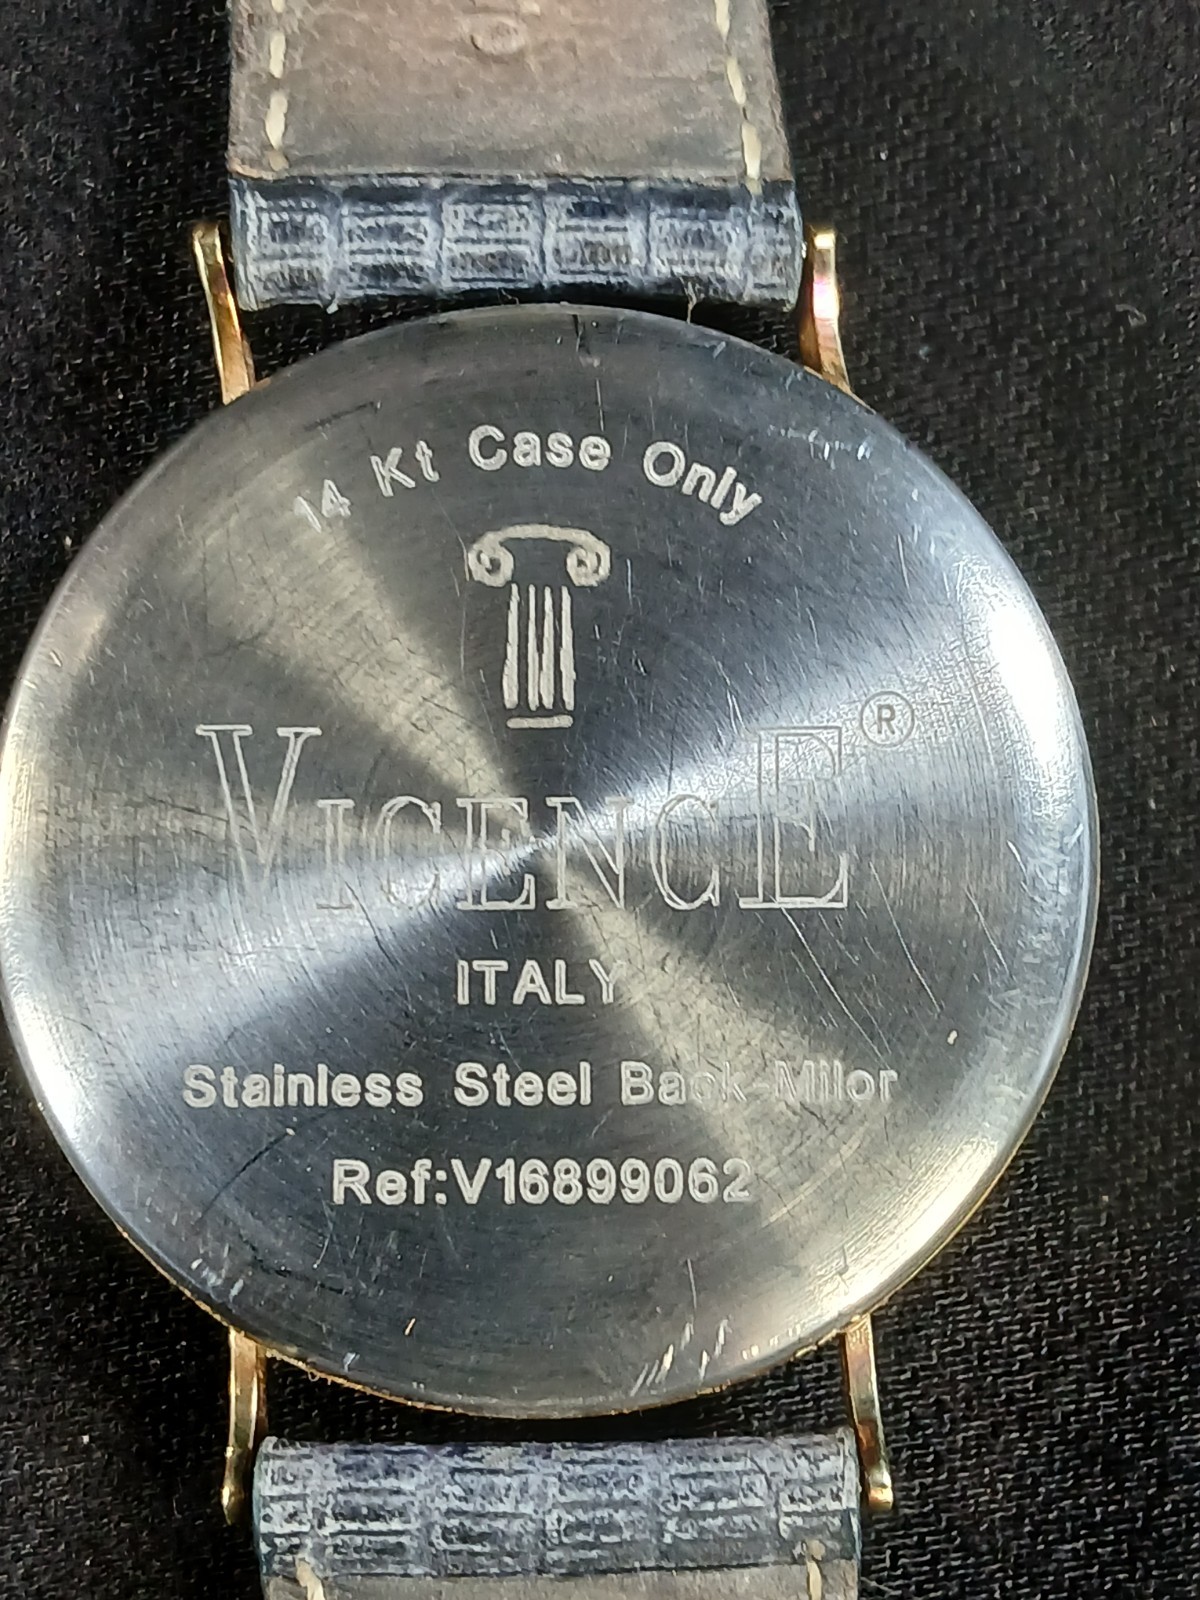 14 Kt Case Only
VICENCE ®
ITALY
Stainless Steel Back-Milor
Ref:V16899062